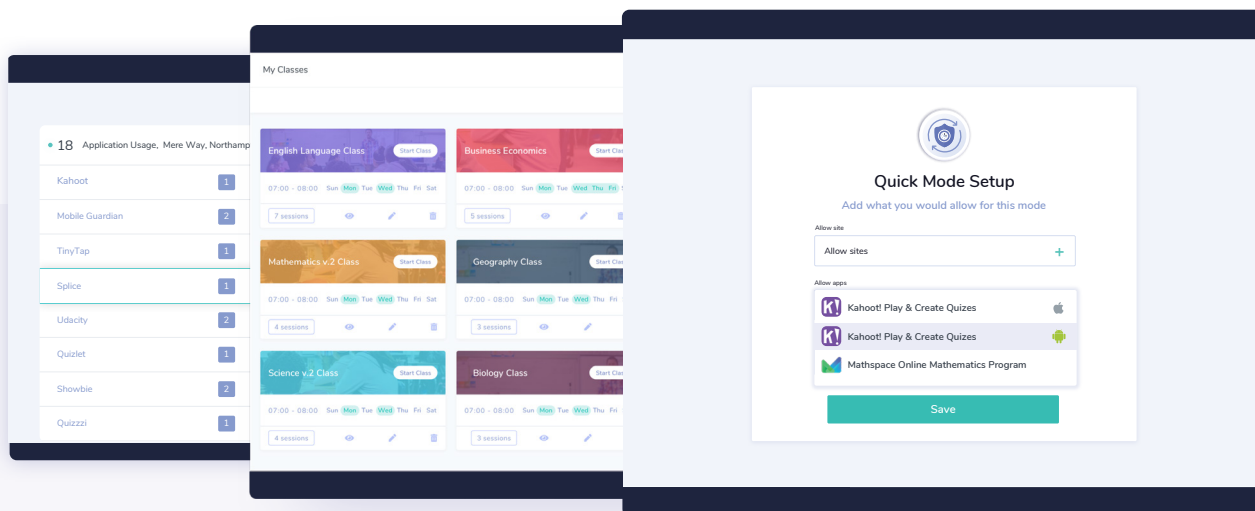 18 Application Usage, Mere Way, Northamp
Kahoot 1
Mobile Guardian 2
TinyTap 1
Splice 1
Udacity 2
Quizlet 1
Showbie 2
Quizzzi 1
My Classes
English Language Class Start Class
07:00 - 08:00 Sun Mon Tue Wed Thu Fri Sat
7 sessions
Business Economics Start Clas
07:00 - 08:00 Sun Mon Tue Wed Thu Fri S
5 sessions
Mathematics v.2 Class Start Class
07:00 - 08:00 Sun Mon Tue Wed Thu Fri Sat
4 sessions
Geography Class Start Clas
07:00 - 08:00 Sun Mon Tue Wed Thu Fri
3 sessions
Science v.2 Class Start Class
07:00 - 08:00 Sun Mon Tue Wed Thu Fri Sat
4 sessions
Biology Class Start Clas
07:00 - 08:00 Sun Mon Tue Wed Thu Fri
3 sessions
Quick Mode Setup
Add what you would allow for this mode
Allow site
Allow sites +
Allow apps
K! Kahoot! Play & Create Quizes
K! Kahoot! Play & Create Quizes
Mathspace Online Mathematics Program
Save